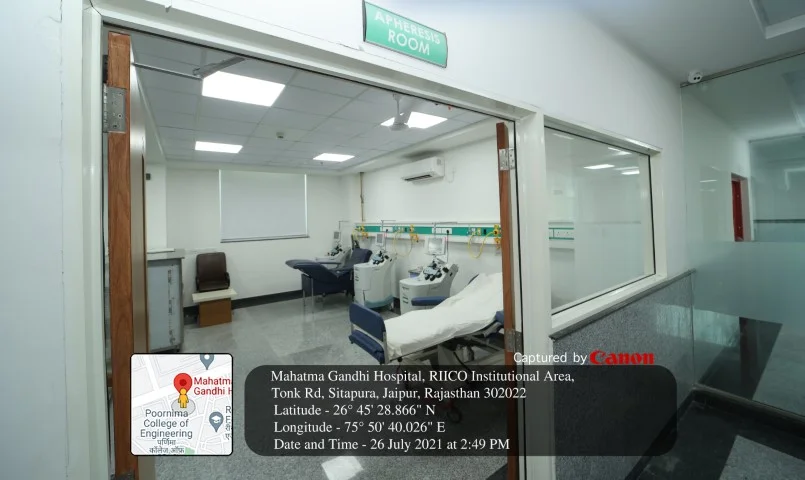 APHERESIS
ROOM
Captured by Canon
Mahatma Gandhi Hospital, RIICO Institutional Area,
Tonk Rd, Sitapura, Jaipur, Rajasthan 302022
Latitude - 26° 45' 28.866" N
Longitude - 75° 50' 40.026" E
Date and Time - 26 July 2021 at 2:49 PM
Mahatma
Gandhi H
Poornima
College of
Engineering
पूर्णिमा
कॉलेज ऑफ़